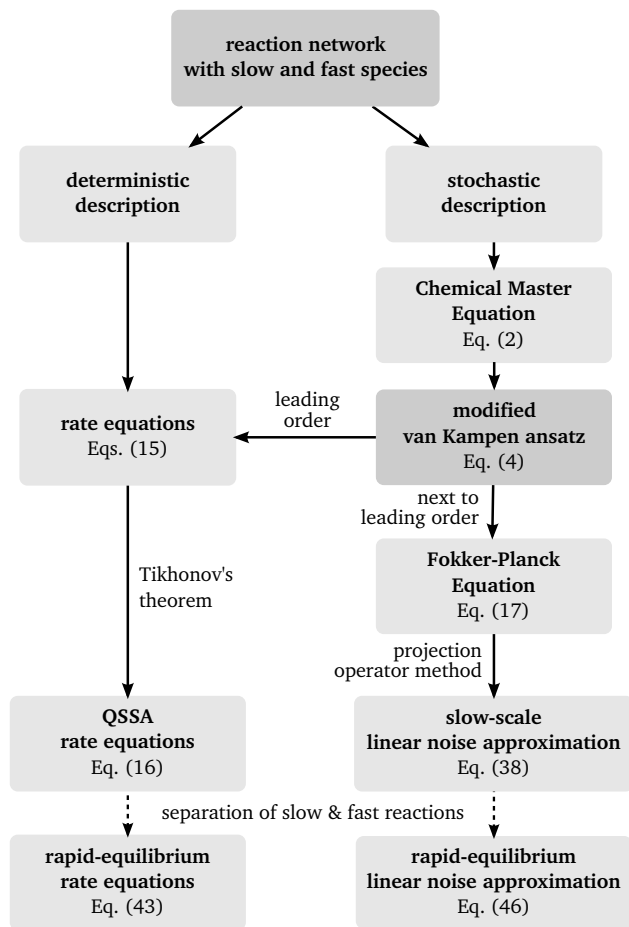 reaction network
with slow and fast species
deterministic
description
stochastic
description
Chemical Master
Equation
Eq. (2)
rate equations
Eqs. (15)
leading
order
modified
van Kampen ansatz
Eq. (4)
next to
leading order
Fokker-Planck
Equation
Eq. (17)
Tikhonov's
theorem
projection
operator method
QSSA
rate equations
Eq. (16)
slow-scale
linear noise approximation
Eq. (38)
separation of slow & fast reactions
rapid-equilibrium
rate equations
Eq. (43)
rapid-equilibrium
linear noise approximation
Eq. (46)